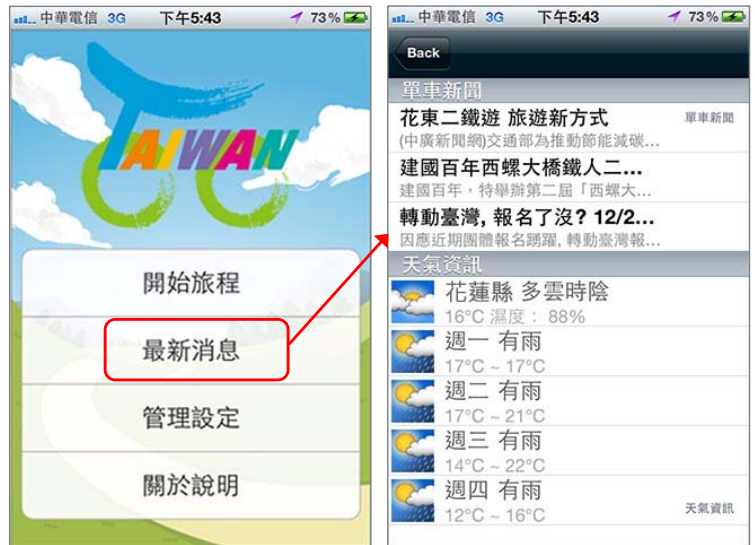 中華電信 3G 下午5:43 73%
TAIWAN
開始旅程
最新消息
管理設定
關於說明
中華電信 3G 下午5:43 73%
Back
單車新聞
花東二鐵遊 旅遊新方式 單車新聞
(中廣新聞網)交通部為推動節能減碳...
建國百年西螺大橋鐵人二...
建國百年，特舉辦第二屆「西螺大...
轉動臺灣, 報名了沒? 12/2...
因應近期團體報名踴躍, 轉動臺灣報...
天氣資訊
花蓮縣 多雲時陰
16°C 濕度： 88%
週一 有雨
17°C ~ 17°C
週二 有雨
17°C ~ 21°C
週三 有雨
14°C ~ 22°C
週四 有雨
12°C ~ 16°C 天氣資訊